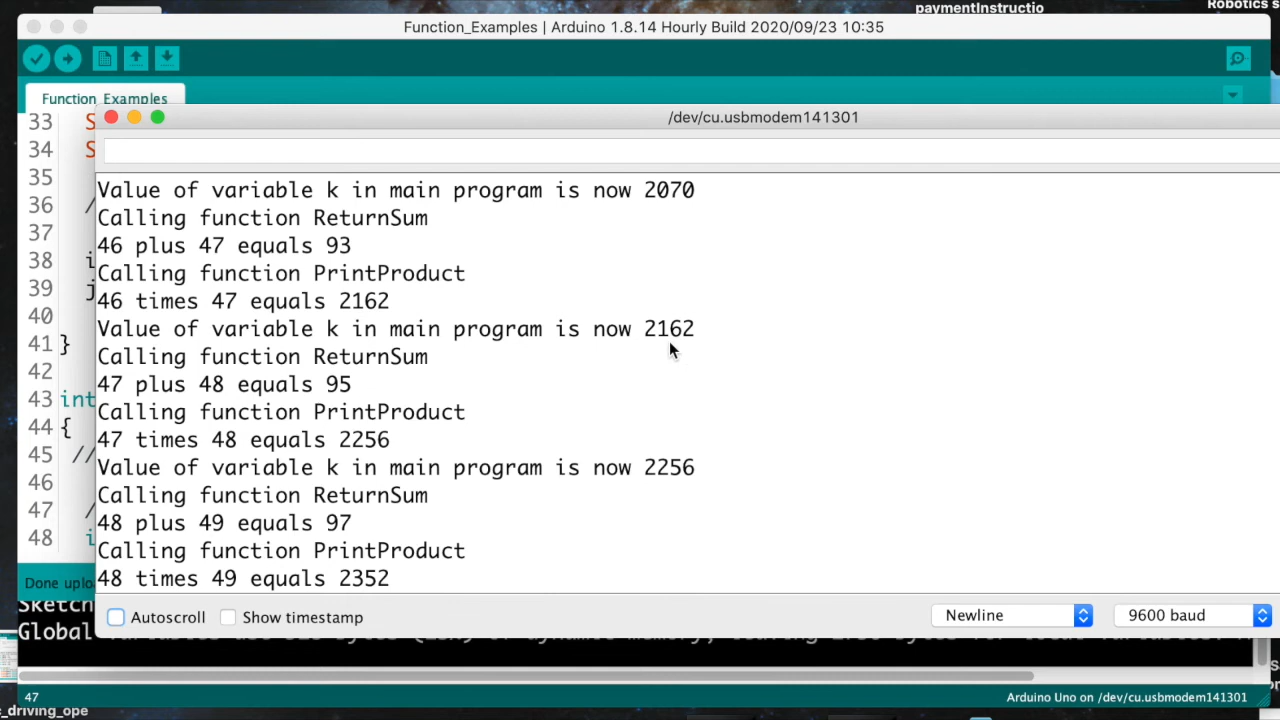 paymentInstructio
Robotics s
Function_Examples | Arduino 1.8.14 Hourly Build 2020/09/23 10:35
Function_Examples
/dev/cu.usbmodem141301
33 S
34 S
35
36 /
37
38 i
39 j
40
41 }
42
43 int
44 {
45 //
46
47 /
48 i
Value of variable k in main program is now 2070
Calling function ReturnSum
46 plus 47 equals 93
Calling function PrintProduct
46 times 47 equals 2162
Value of variable k in main program is now 2162
Calling function ReturnSum
47 plus 48 equals 95
Calling function PrintProduct
47 times 48 equals 2256
Value of variable k in main program is now 2256
Calling function ReturnSum
48 plus 49 equals 97
Calling function PrintProduct
48 times 49 equals 2352
Autoscroll
Show timestamp
Newline
9600 baud
Done uplo
Sketch
Global
47
Arduino Uno on /dev/cu.usbmodem141301
c_driving_ope